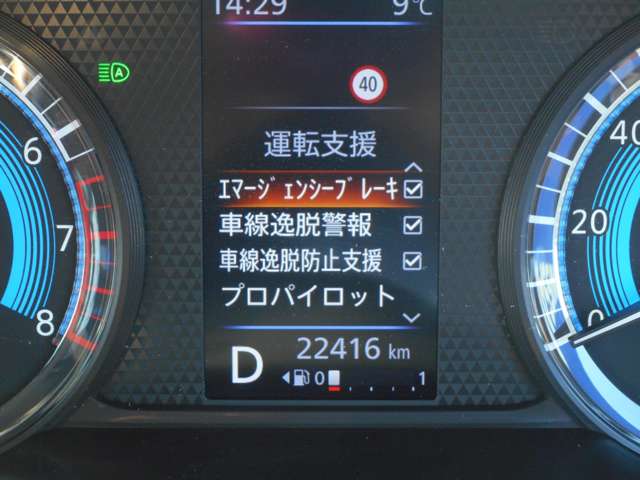 14:29 9℃
40
運転支援
ｴﾏｰｼﾞｪﾝｼｰﾌﾞﾚｰｷ
車線逸脱警報
車線逸脱防止支援
プロパイロット
D 22416 km
0 1
A
6
7
8
40
20
0